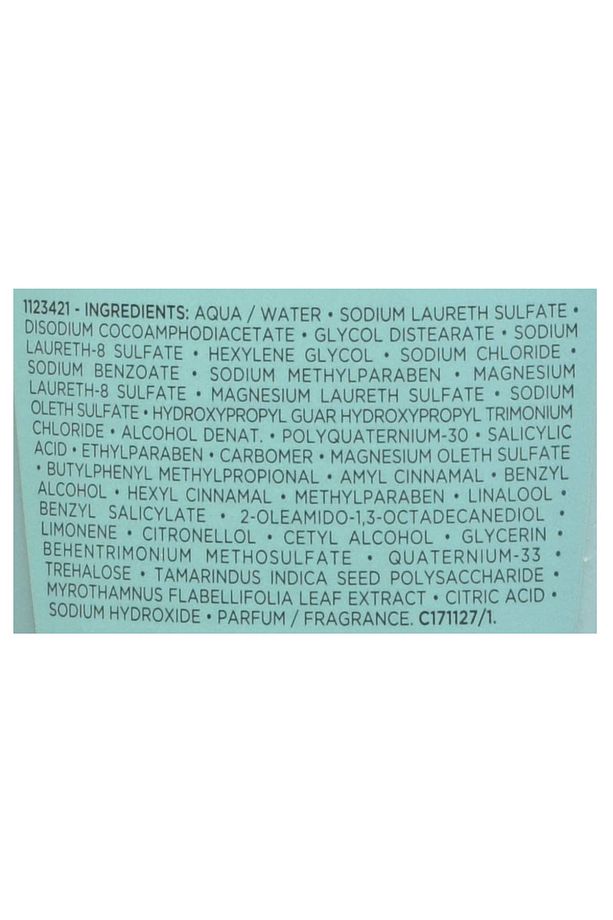 1123421 - INGREDIENTS: AQUA / WATER • SODIUM LAURETH SULFATE •
DISODIUM COCOAMPHODIACETATE • GLYCOL DISTEARATE • SODIUM
LAURETH-8 SULFATE • HEXYLENE GLYCOL • SODIUM CHLORIDE •
SODIUM BENZOATE • SODIUM METHYLPARABEN • MAGNESIUM
LAURETH-8 SULFATE • MAGNESIUM LAURETH SULFATE • SODIUM
OLETH SULFATE • HYDROXYPROPYL GUAR HYDROXYPROPYL TRIMONIUM
CHLORIDE • ALCOHOL DENAT. • POLYQUATERNIUM-30 • SALICYLIC
ACID • ETHYLPARABEN • CARBOMER • MAGNESIUM OLETH SULFATE
• BUTYLPHENYL METHYLPROPIONAL • AMYL CINNAMAL • BENZYL
ALCOHOL • HEXYL CINNAMAL • METHYLPARABEN • LINALOOL •
BENZYL SALICYLATE • 2-OLEAMIDO-1,3-OCTADECANEDIOL •
LIMONENE • CITRONELLOL • CETYL ALCOHOL • GLYCERIN •
BEHENTRIMONIUM METHOSULFATE • QUATERNIUM-33 •
TREHALOSE • TAMARINDUS INDICA SEED POLYSACCHARIDE •
MYROTHAMNUS FLABELLIFOLIA LEAF EXTRACT • CITRIC ACID •
SODIUM HYDROXIDE • PARFUM / FRAGRANCE. C171127/1.